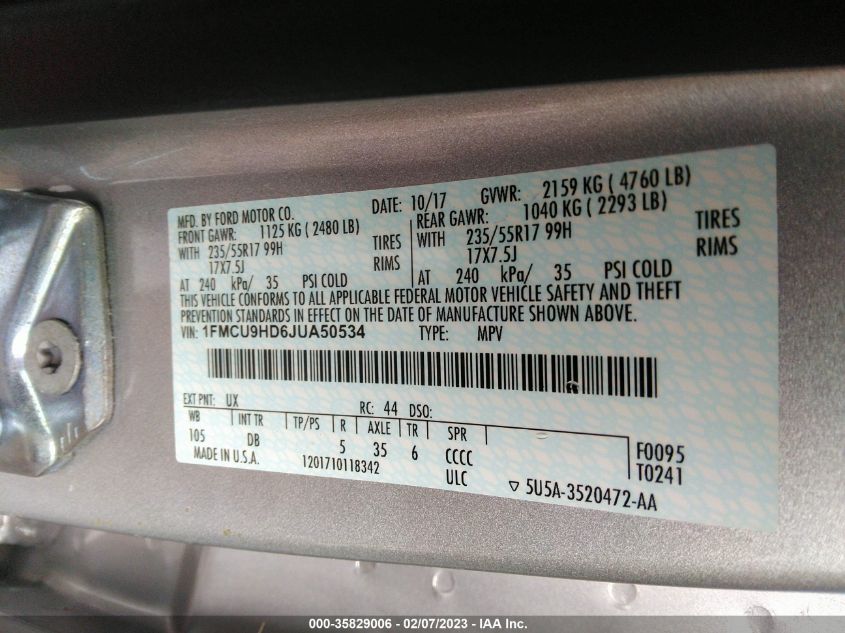 MFD. BY FORD MOTOR CO. DATE: 10/17 GVWR: 2159 KG ( 4760 LB)
FRONT GAWR: 1125 KG ( 2480 LB) REAR GAWR: 1040 KG ( 2293 LB)
WITH 235/55R17 99H TIRES WITH 235/55R17 99H TIRES
17X7.5J RIMS 17X7.5J RIMS
AT 240 kPa/ 35 PSI COLD AT 240 kPa/ 35 PSI COLD
THIS VEHICLE CONFORMS TO ALL APPLICABLE FEDERAL MOTOR VEHICLE SAFETY AND THEFT
PREVENTION STANDARDS IN EFFECT ON THE DATE OF MANUFACTURE SHOWN ABOVE.
VIN: 1FMCU9HD6JUA50534 TYPE: MPV
EXT PNT: UX RC: 44 DSO:
WB INT TR TP/PS R AXLE TR SPR
105 DB 5 35 6 CCCC F0095
MADE IN U.S.A. 1201710118342 ULC T0241
▽ 5U5A-3520472-AA
000-35829006 - 02/07/2023 - IAA Inc.